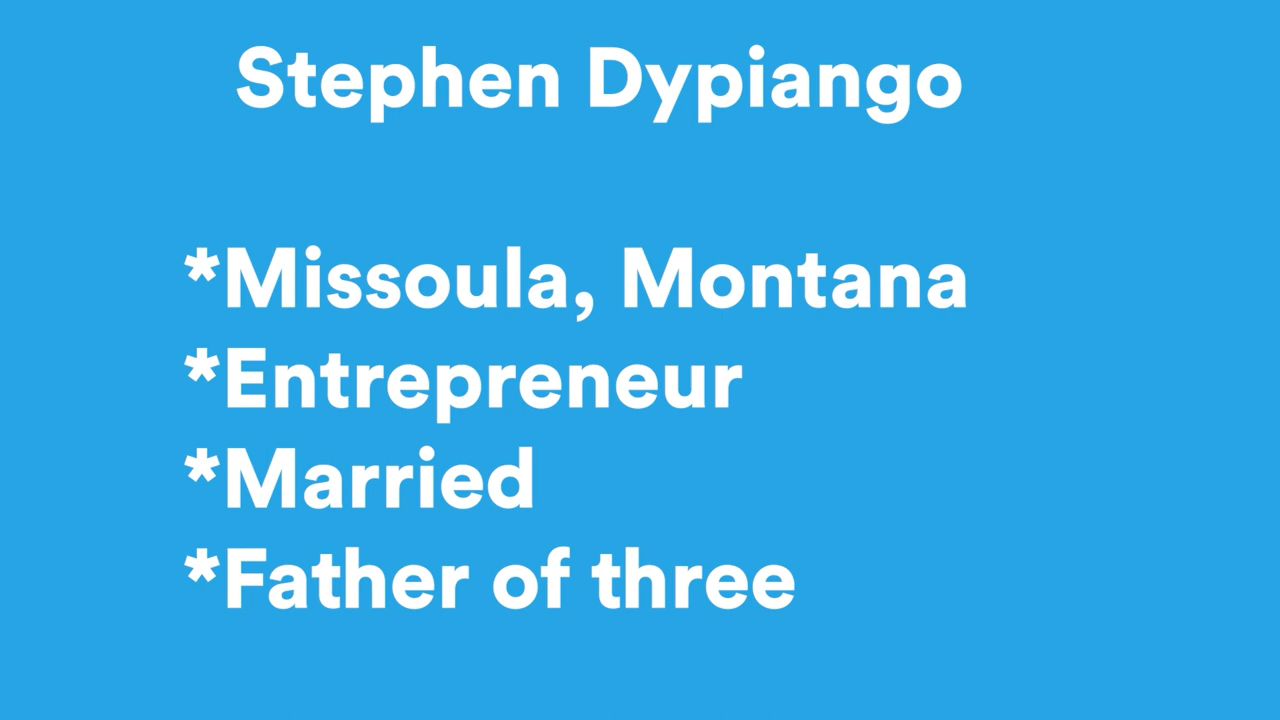 Stephen Dypiango
*Missoula, Montana
*Entrepreneur
*Married
*Father of three